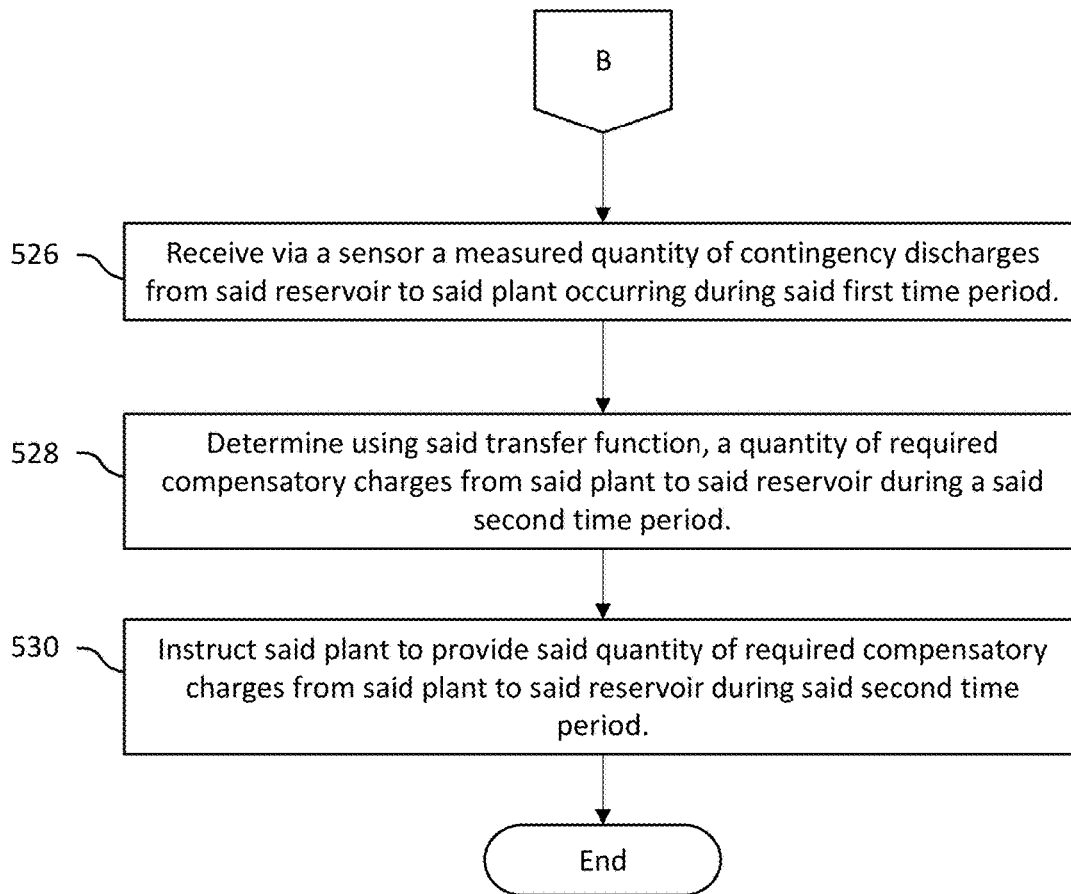 B
526
Receive via a sensor a measured quantity of contingency discharges
from said reservoir to said plant occurring during said first time period.
528
Determine using said transfer function, a quantity of required
compensatory charges from said plant to said reservoir during a said
second time period.
530
Instruct said plant to provide said quantity of required compensatory
charges from said plant to said reservoir during said second time
period.
End